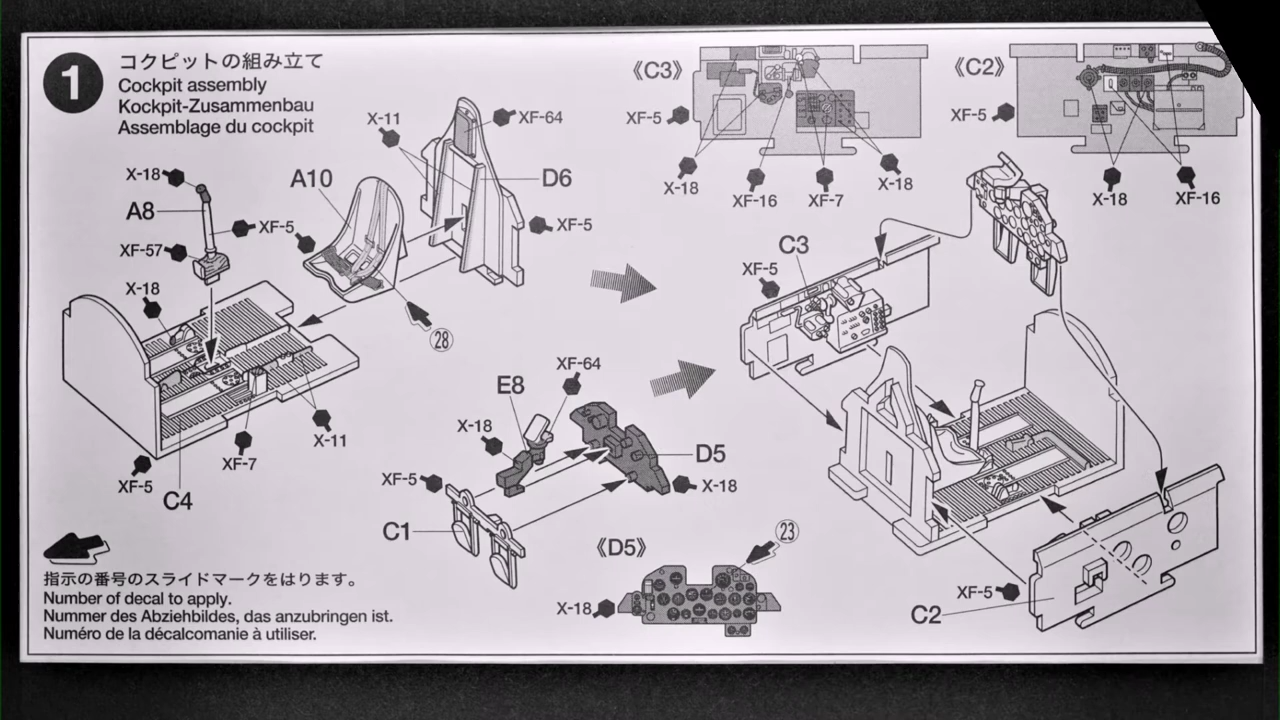 1
コクピットの組み立て
Cockpit assembly
Kockpit-Zusammenbau
Assemblage du cockpit
X-18
A8
XF-57
XF-5
X-18
A10
XF-5
X-11
XF-64
D6
XF-5
28
X-11
XF-7
XF-5
C4
《C3》
XF-5
X-18
XF-16
XF-7
X-18
《C2》
XF-5
X-18
XF-16
C3
XF-5
E8
XF-64
X-18
XF-5
D5
X-18
C1
《D5》
23
X-18
XF-5
C2
指示の番号のスライドマークをはります。
Number of decal to apply.
Nummer des Abziehbildes, das anzubringen ist.
Numéro de la décalcomanie à utiliser.